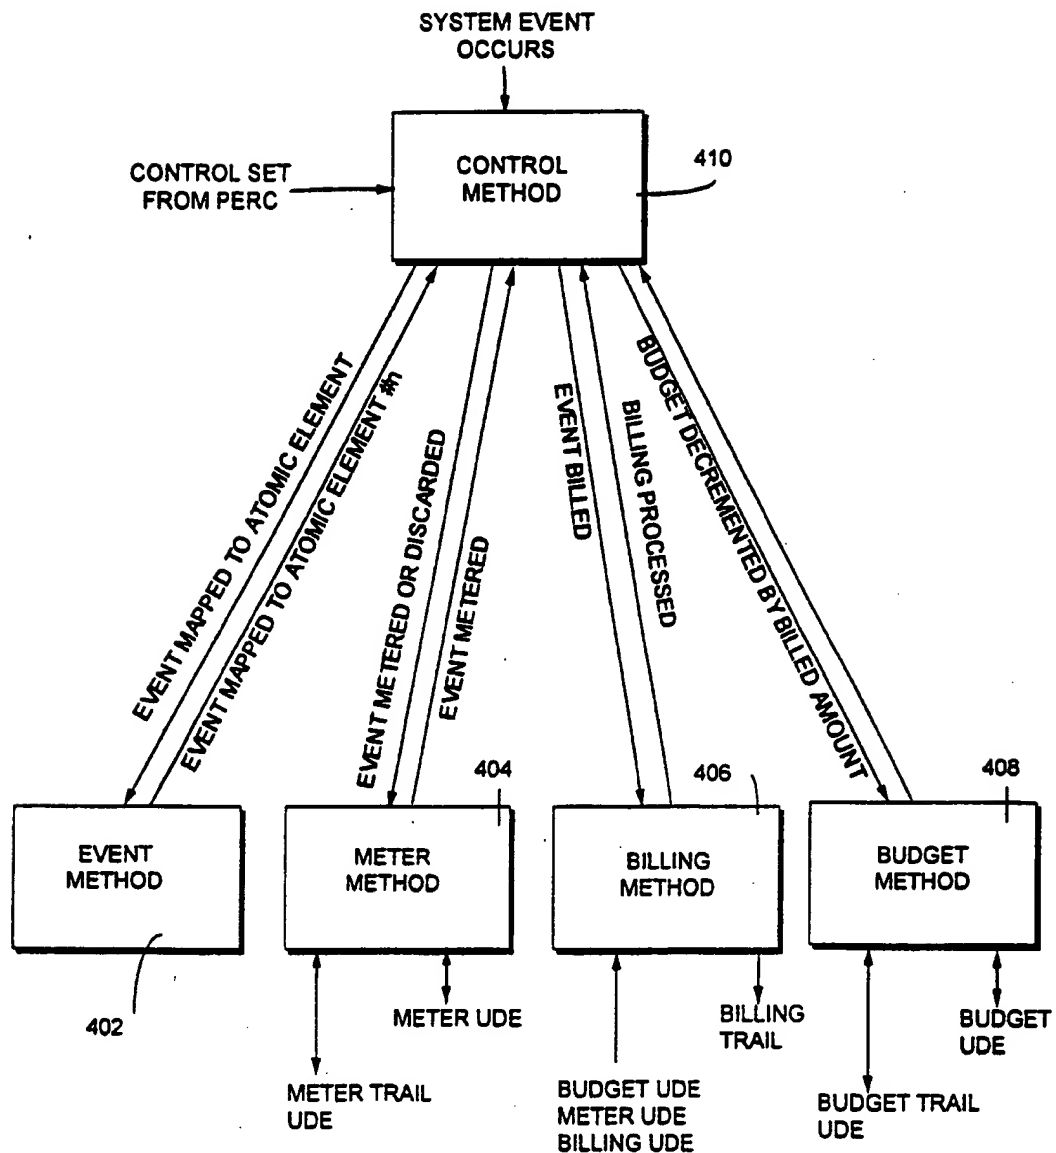 SYSTEM EVENT
OCCURS
CONTROL
METHOD
410
CONTROL SET
FROM PERC
EVENT MAPPED TO ATOMIC ELEMENT
EVENT MAPPED TO ATOMIC ELEMENT #n
EVENT METERED OR DISCARDED
EVENT METERED
EVENT BILLED
BILLING PROCESSED
BUDGET DECREMENTED BY BILLED AMOUNT
404
406
408
EVENT
METHOD
METER
METHOD
BILLING
METHOD
BUDGET
METHOD
402
METER UDE
BILLING
TRAIL
BUDGET
UDE
METER TRAIL
UDE
BUDGET UDE
METER UDE
BILLING UDE
BUDGET TRAIL
UDE